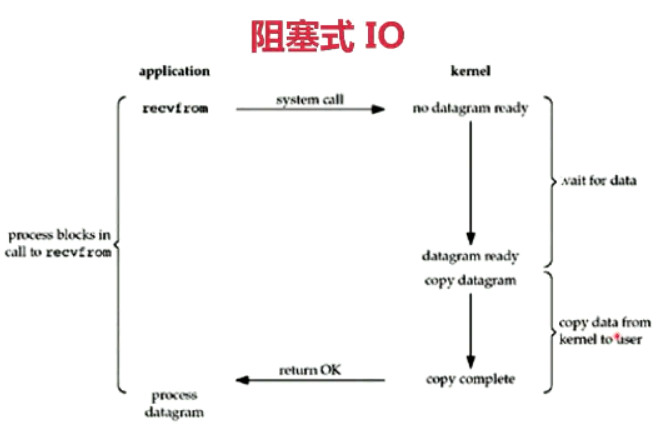 阻塞式 IO
application
kernel
recvfrom
system call
no datagram ready
wait for data
process blocks in
call to recvfrom
datagram ready
copy datagram
copy data from
kernel to user
return OK
copy complete
process
datagram